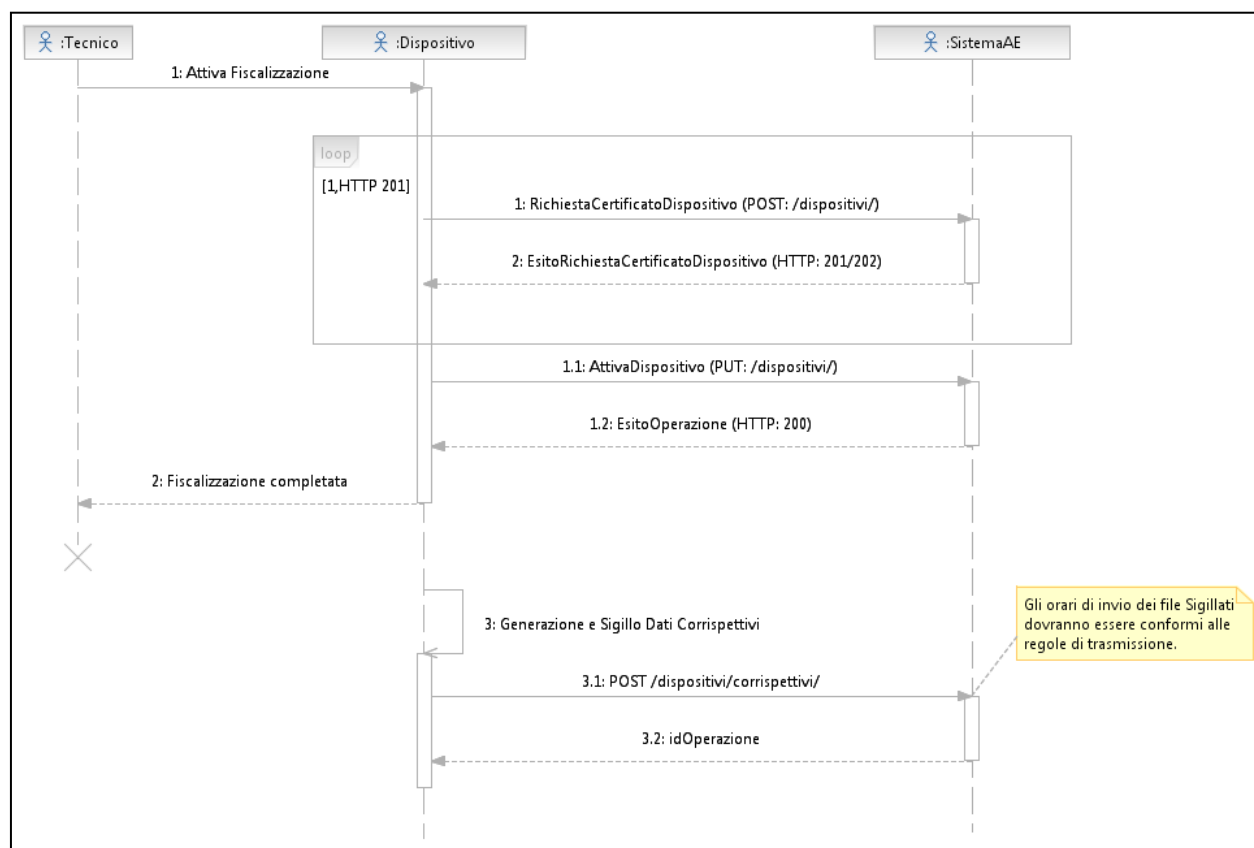 :Tecnico
:Dispositivo
:SistemaAE
1: Attiva Fiscalizzazione
loop
[1,HTTP 201]
1: RichiestaCertificatoDispositivo (POST: /dispositivi/)
2: EsitoRichiestaCertificatoDispositivo (HTTP: 201/202)
1.1: AttivaDispositivo (PUT: /dispositivi/)
1.2: EsitoOperazione (HTTP: 200)
2: Fiscalizzazione completata
3: Generazione e Sigillo Dati Corrispettivi
Gli orari di invio dei file Sigillati
dovranno essere conformi alle
regole di trasmissione.
3.1: POST /dispositivi/corrispettivi/
3.2: idOperazione